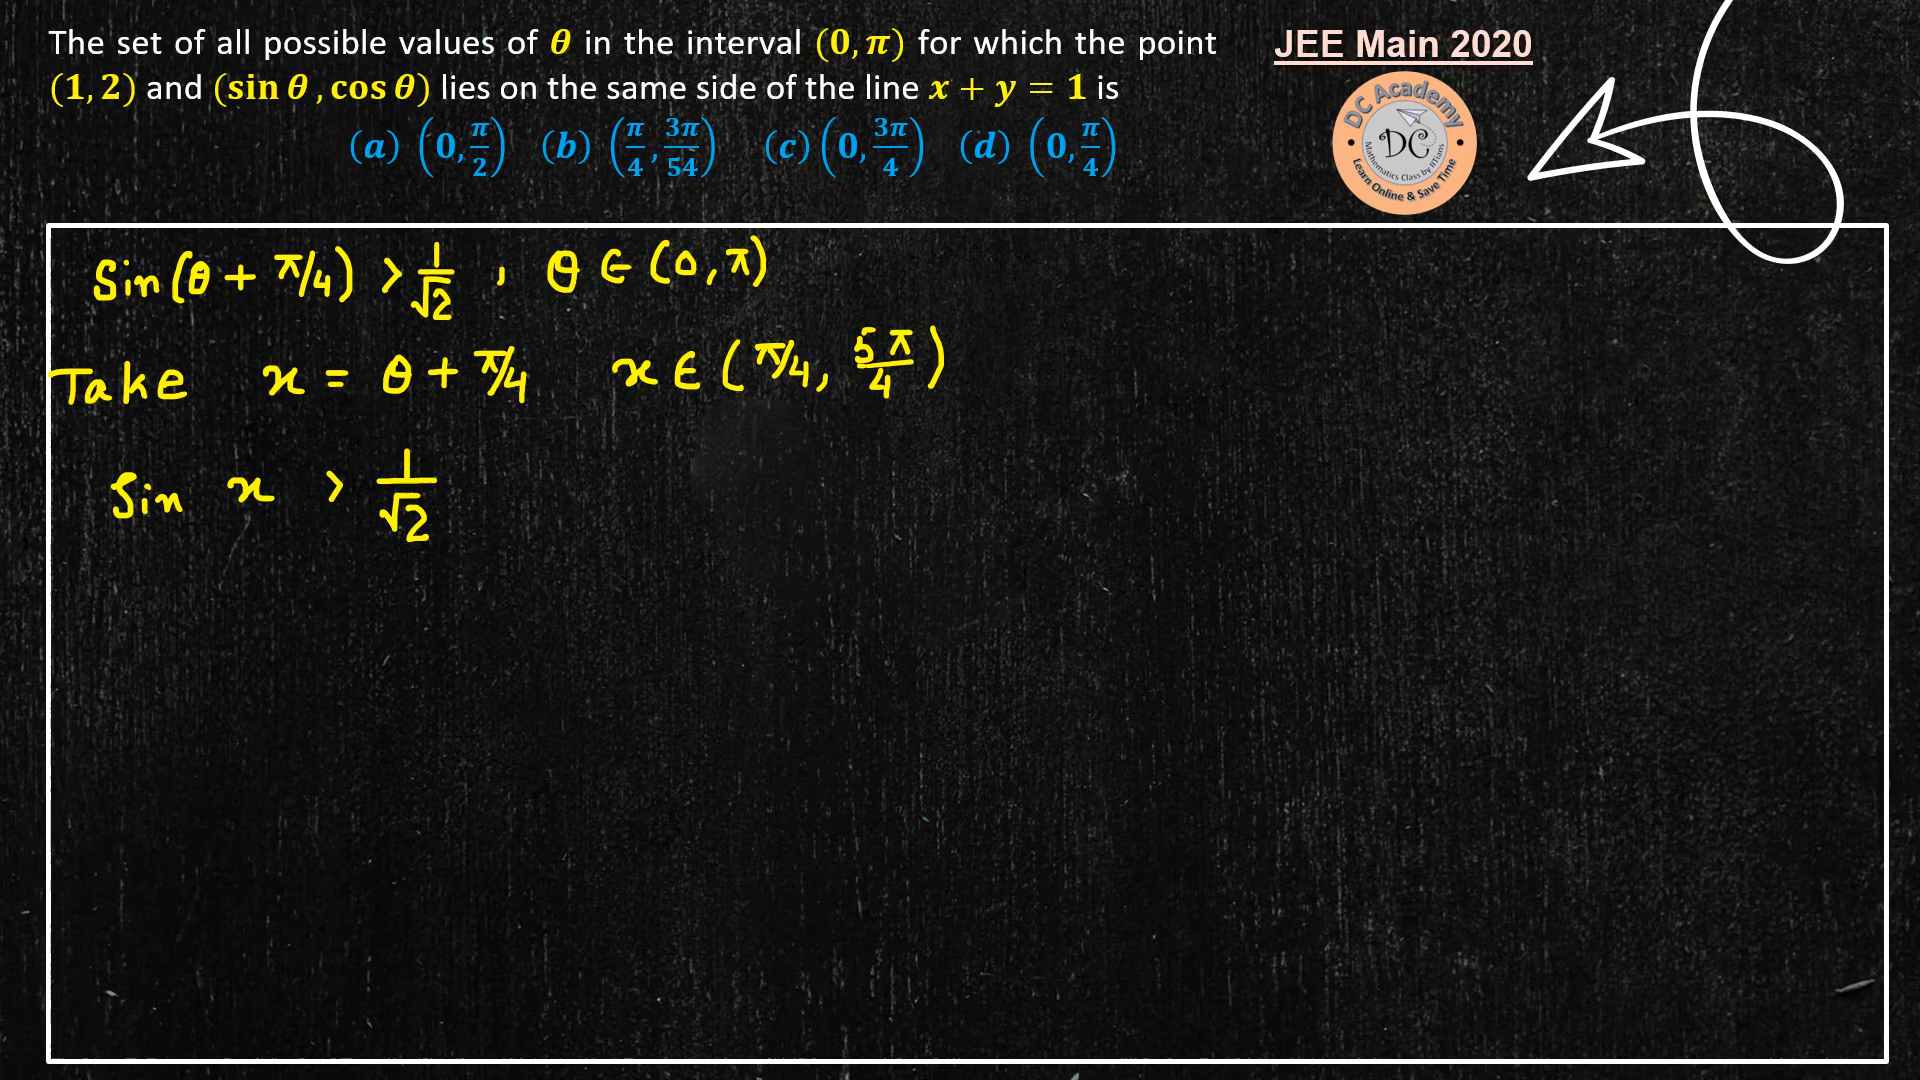 The set of all possible values of θ in the interval (0, π) for which the point
(1, 2) and (sin θ , cos θ) lies on the same side of the line x + y = 1 is
(a) (0, π/2) (b) (π/4, 3π/54) (c) (0, 3π/4) (d) (0, π/4)
JEE Main 2020
DC Academy
DC
Mathematics Class by IITians
Learn Online & Save Time
Sin(θ + π/4) > 1/√2 , θ ∈ (0, π)
Take x = θ + π/4 x ∈ (π/4, 5π/4)
Sin x > 1/√2